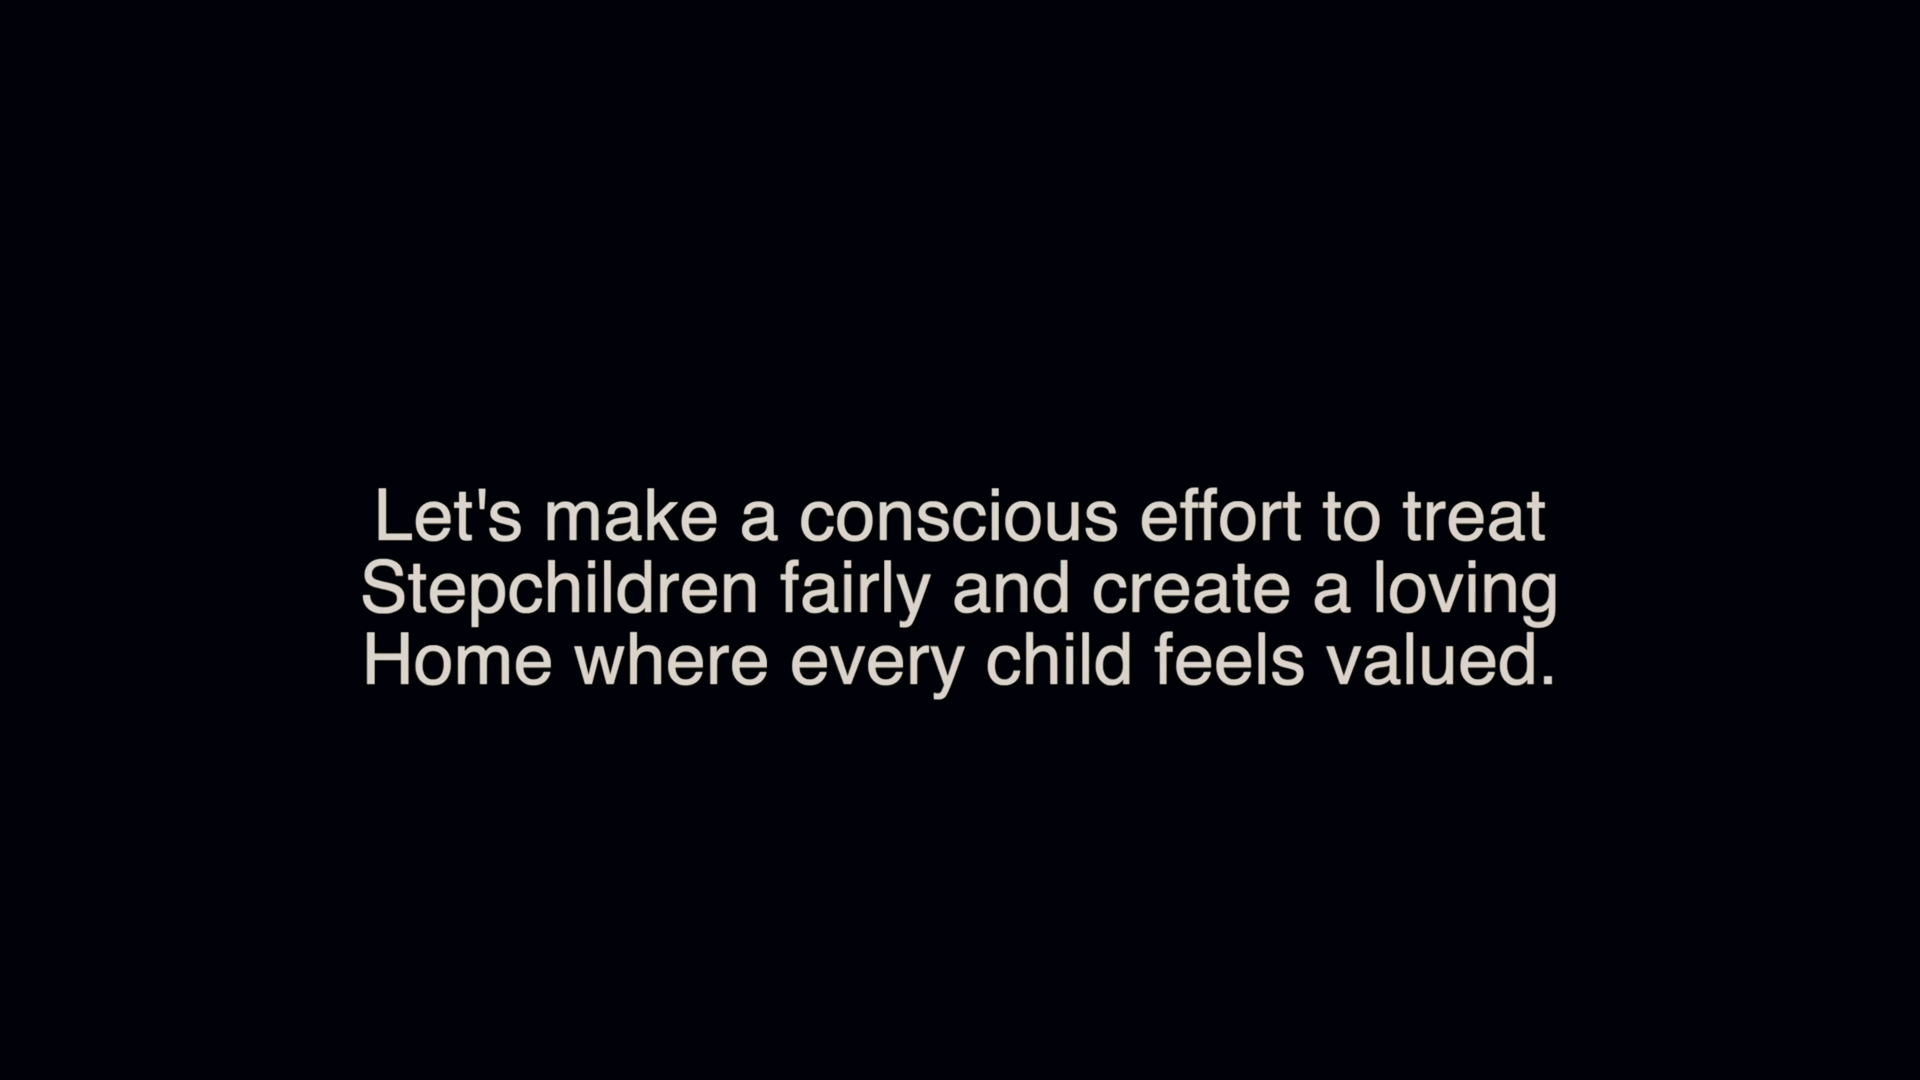 Let's make a conscious effort to treat
Stepchildren fairly and create a loving
Home where every child feels valued.